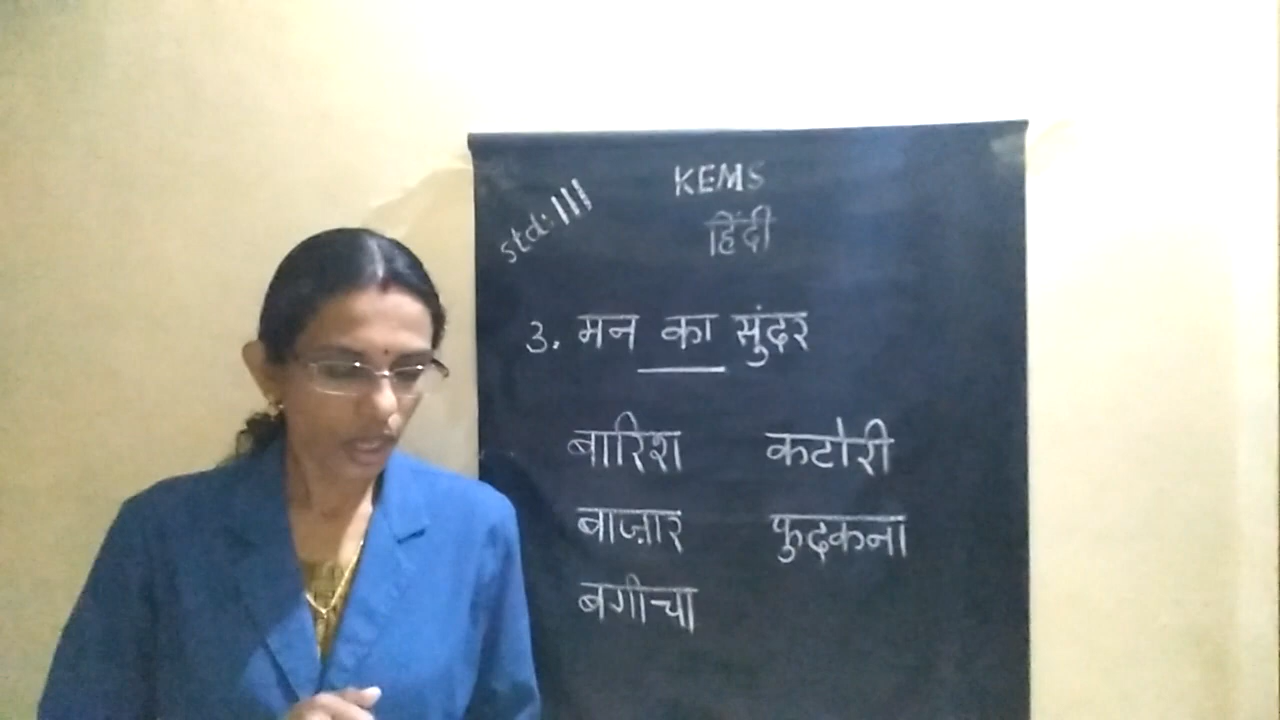 KEMS
std: III
हिंदी
3. मन का सुंदर
बारिश कटोरी
बाज़ार फुदकना
बगीचा